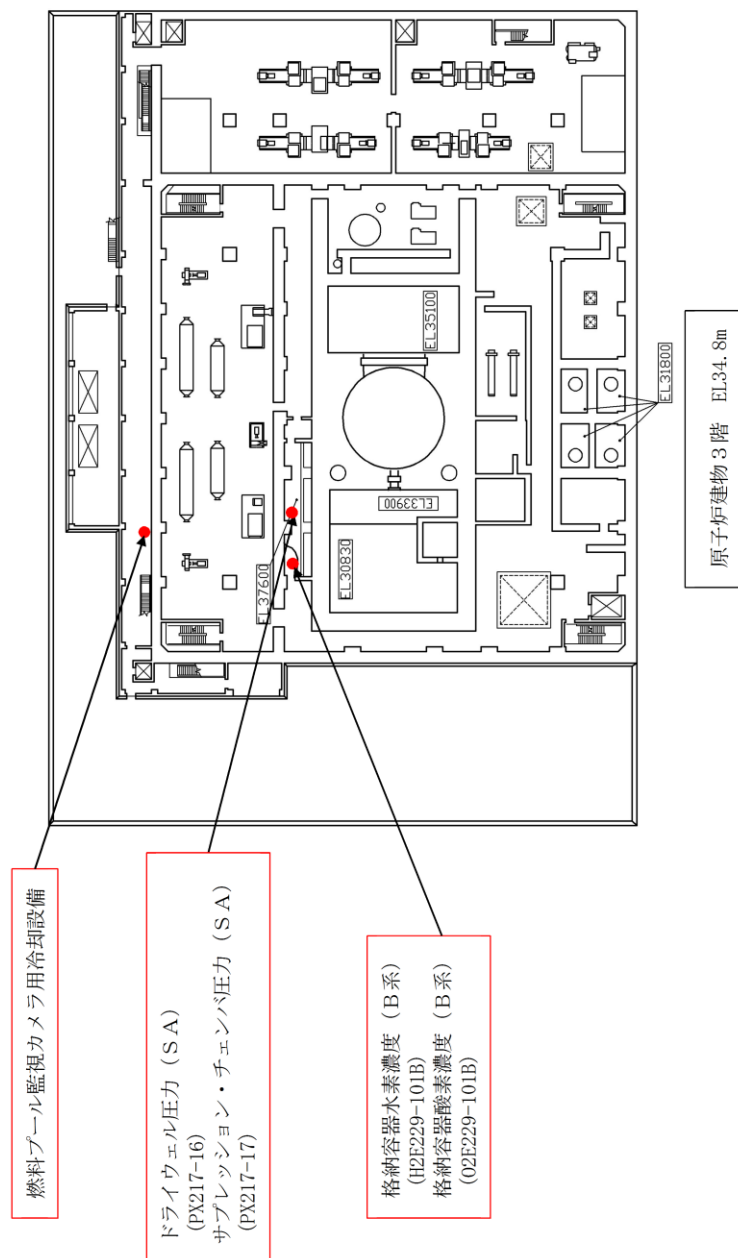 燃料プール監視カメラ用冷却設備
ドライウェル圧力（ＳＡ）
(PX217-16)
サプレッション・チェンバ圧力（ＳＡ）
(PX217-17)
格納容器水素濃度（Ｂ系）
(H2E229-101B)
格納容器酸素濃度（Ｂ系）
(O2E229-101B)
EL37600
EL30830
EL33900
EL35100
EL31800
原子炉建物３階　EL34.8m